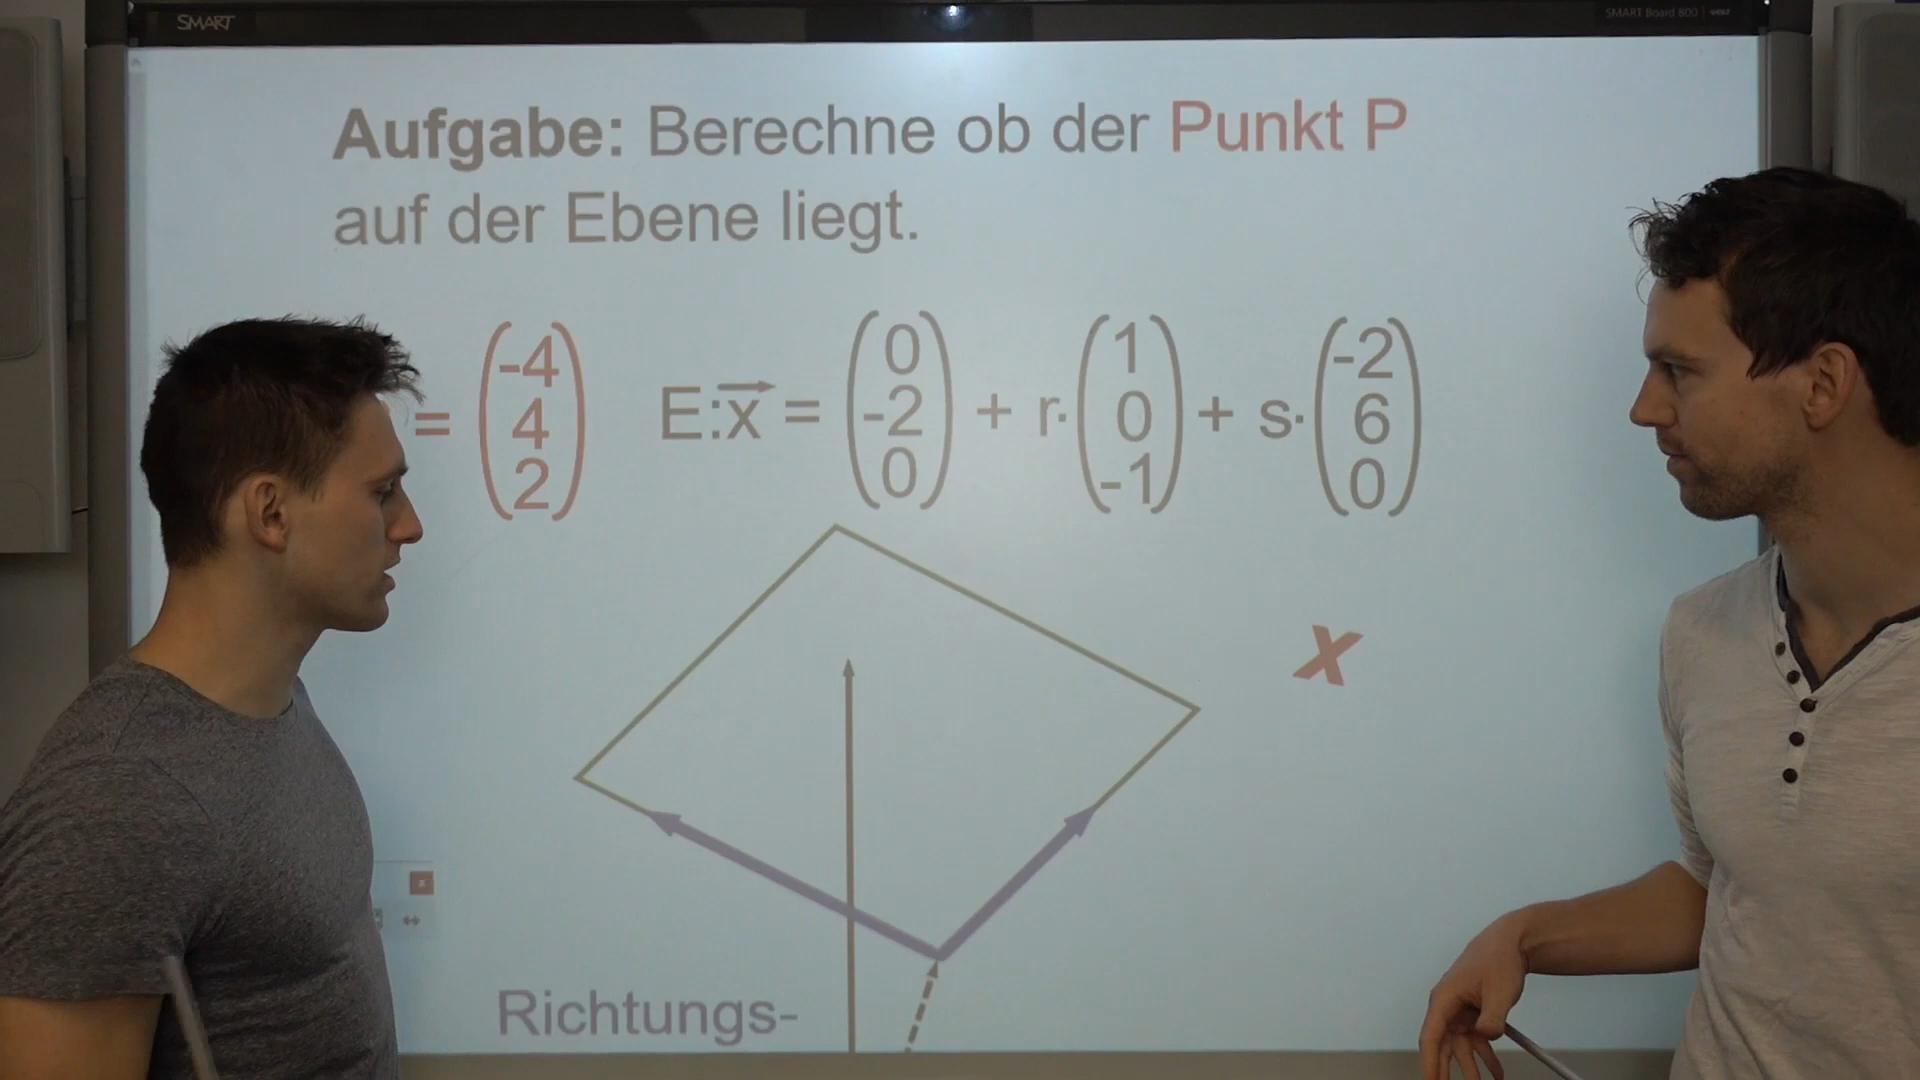 SMART
SMART Board 800
Aufgabe: Berechne ob der Punkt P
auf der Ebene liegt.
= (-4 4 2) E:x⃗ = (0 -2 0) + r·(1 0 -1) + s·(-2 6 0)
x
Richtungs-